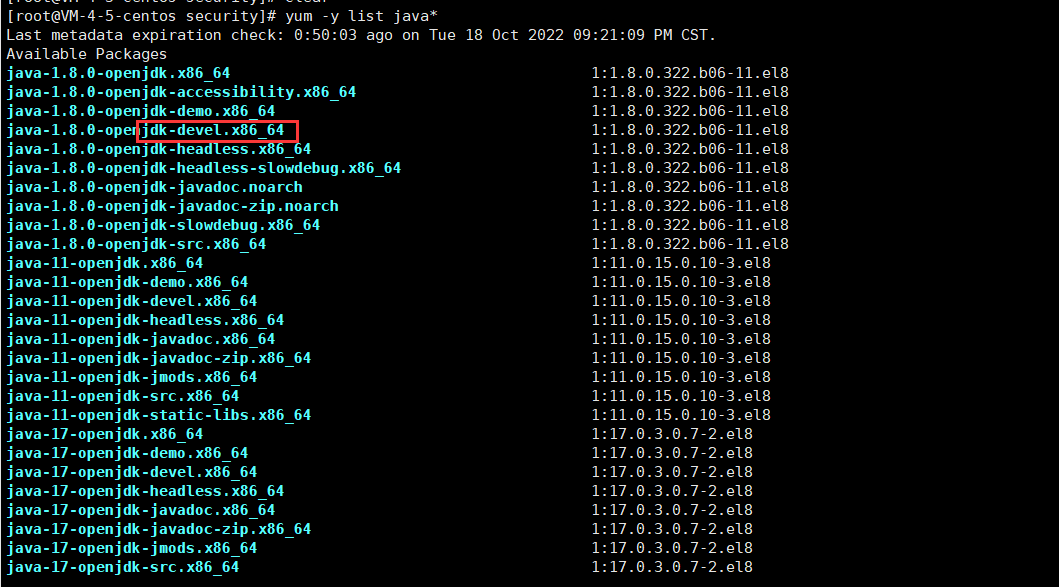 [root@VM-4-5-centos security]# clear
[root@VM-4-5-centos security]# yum -y list java*
Last metadata expiration check: 0:50:03 ago on Tue 18 Oct 2022 09:21:09 PM CST.
Available Packages
java-1.8.0-openjdk.x86_64 1:1.8.0.322.b06-11.el8
java-1.8.0-openjdk-accessibility.x86_64 1:1.8.0.322.b06-11.el8
java-1.8.0-openjdk-demo.x86_64 1:1.8.0.322.b06-11.el8
java-1.8.0-openjdk-devel.x86_64 1:1.8.0.322.b06-11.el8
java-1.8.0-openjdk-headless.x86_64 1:1.8.0.322.b06-11.el8
java-1.8.0-openjdk-headless-slowdebug.x86_64 1:1.8.0.322.b06-11.el8
java-1.8.0-openjdk-javadoc.noarch 1:1.8.0.322.b06-11.el8
java-1.8.0-openjdk-javadoc-zip.noarch 1:1.8.0.322.b06-11.el8
java-1.8.0-openjdk-slowdebug.x86_64 1:1.8.0.322.b06-11.el8
java-1.8.0-openjdk-src.x86_64 1:1.8.0.322.b06-11.el8
java-11-openjdk.x86_64 1:11.0.15.0.10-3.el8
java-11-openjdk-demo.x86_64 1:11.0.15.0.10-3.el8
java-11-openjdk-devel.x86_64 1:11.0.15.0.10-3.el8
java-11-openjdk-headless.x86_64 1:11.0.15.0.10-3.el8
java-11-openjdk-javadoc.x86_64 1:11.0.15.0.10-3.el8
java-11-openjdk-javadoc-zip.x86_64 1:11.0.15.0.10-3.el8
java-11-openjdk-jmods.x86_64 1:11.0.15.0.10-3.el8
java-11-openjdk-src.x86_64 1:11.0.15.0.10-3.el8
java-11-openjdk-static-libs.x86_64 1:11.0.15.0.10-3.el8
java-17-openjdk.x86_64 1:17.0.3.0.7-2.el8
java-17-openjdk-demo.x86_64 1:17.0.3.0.7-2.el8
java-17-openjdk-devel.x86_64 1:17.0.3.0.7-2.el8
java-17-openjdk-headless.x86_64 1:17.0.3.0.7-2.el8
java-17-openjdk-javadoc.x86_64 1:17.0.3.0.7-2.el8
java-17-openjdk-javadoc-zip.x86_64 1:17.0.3.0.7-2.el8
java-17-openjdk-jmods.x86_64 1:17.0.3.0.7-2.el8
java-17-openjdk-src.x86_64 1:17.0.3.0.7-2.el8